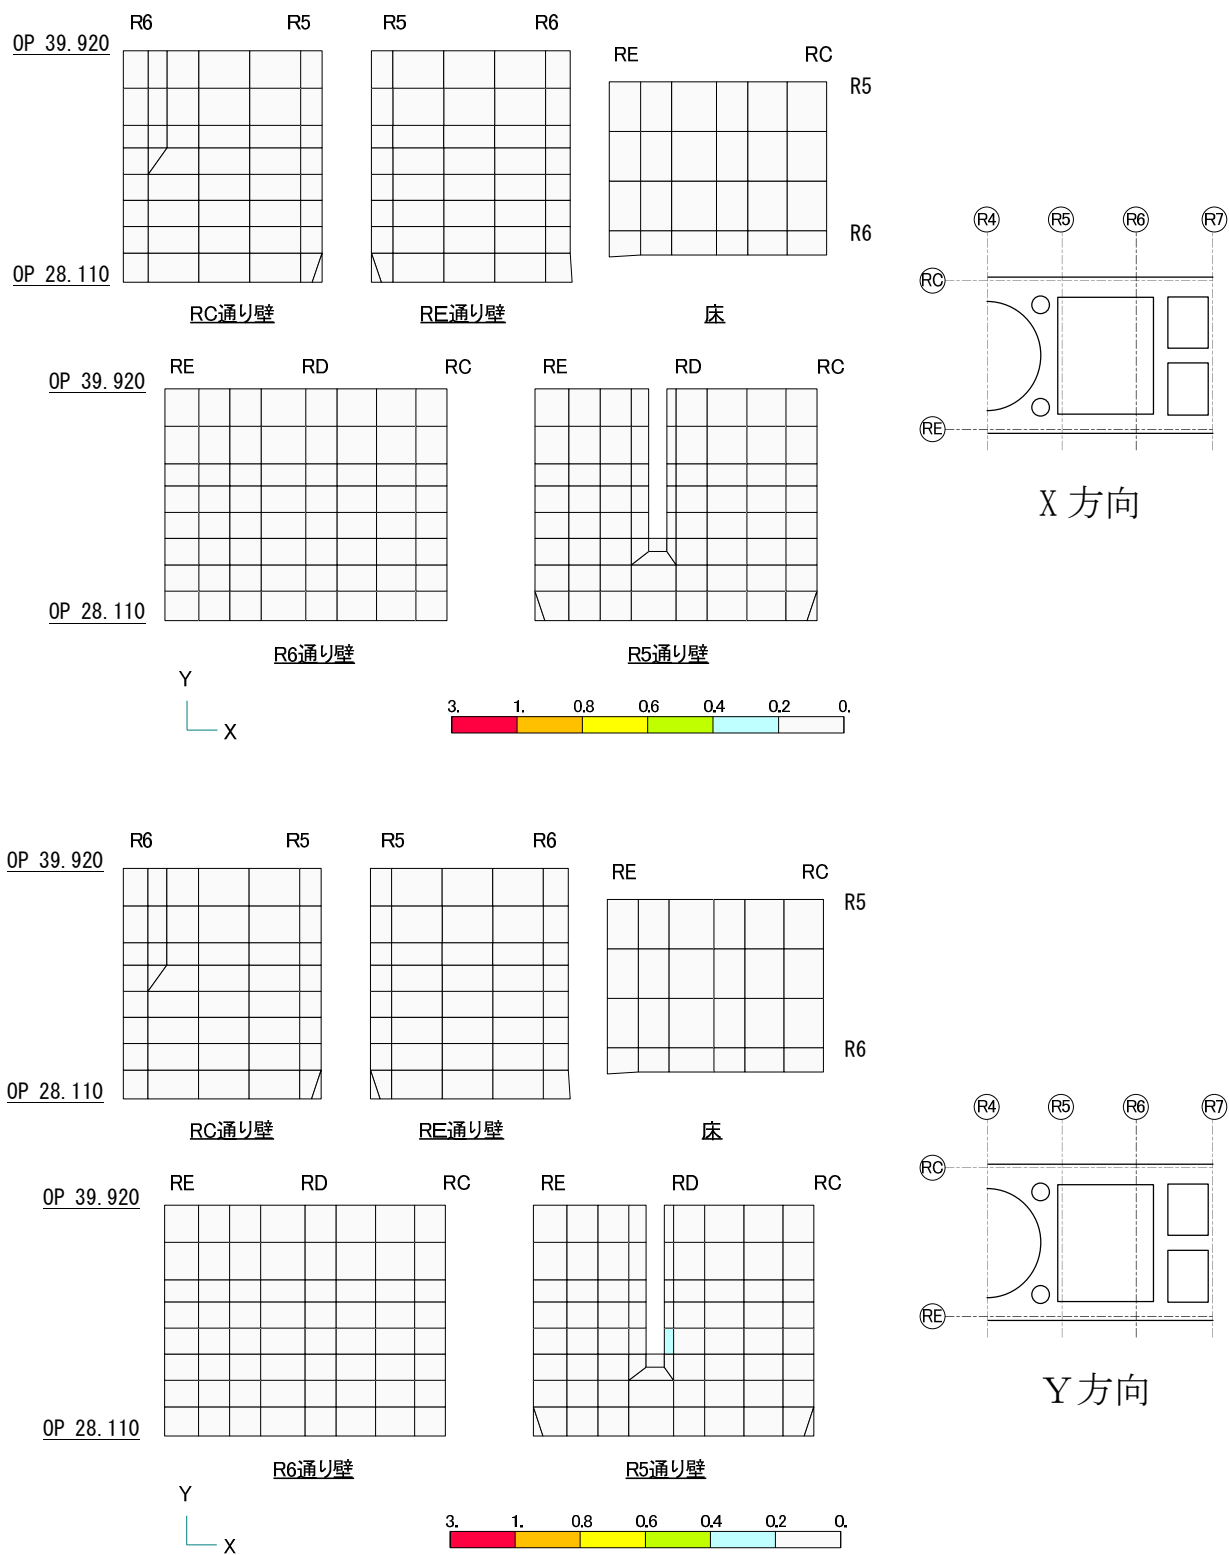 R6 R5 R5 R6
OP 39.920
RE RC
R5
R6
OP 28.110
RC通り壁 RE通り壁 床
RE RD RC RE RD RC
OP 39.920
OP 28.110
R6通り壁 R5通り壁
Y
X
3. 1. 0.8 0.6 0.4 0.2 0.
R4 R5 R6 R7
RC
RE
X 方向
R6 R5 R5 R6
OP 39.920
RE RC
R5
R6
OP 28.110
RC通り壁 RE通り壁 床
RE RD RC RE RD RC
OP 39.920
OP 28.110
R6通り壁 R5通り壁
Y
X
3. 1. 0.8 0.6 0.4 0.2 0.
R4 R5 R6 R7
RC
RE
Y方向